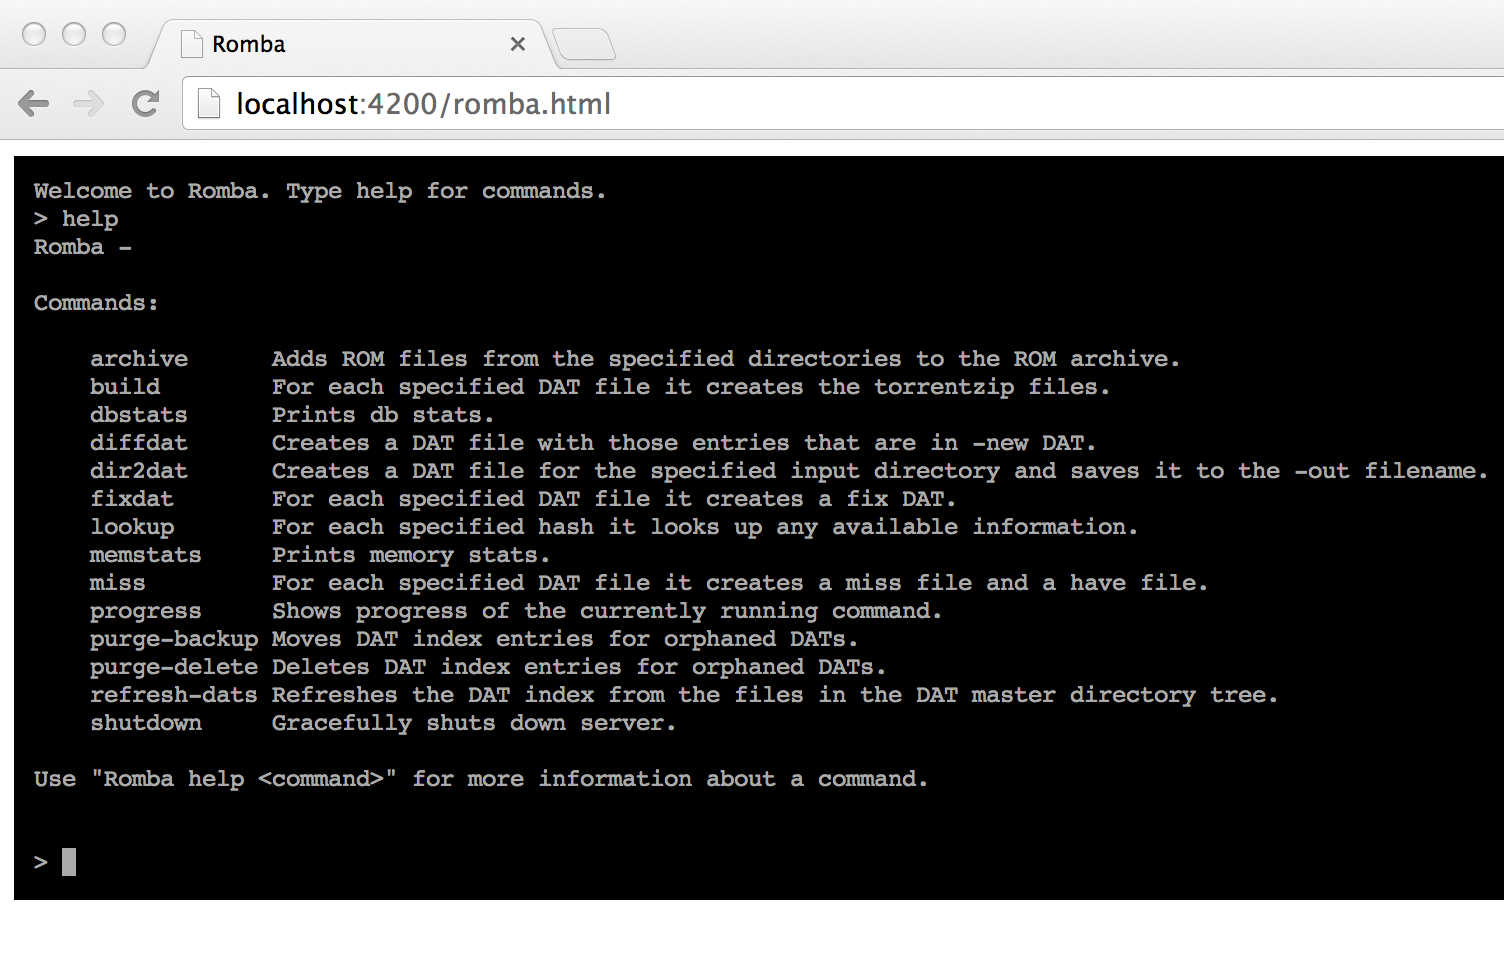 Romba
localhost:4200/romba.html
Welcome to Romba. Type help for commands.
> help
Romba -
Commands:
archive Adds ROM files from the specified directories to the ROM archive.
build For each specified DAT file it creates the torrentzip files.
dbstats Prints db stats.
diffdat Creates a DAT file with those entries that are in -new DAT.
dir2dat Creates a DAT file for the specified input directory and saves it to the -out filename.
fixdat For each specified DAT file it creates a fix DAT.
lookup For each specified hash it looks up any available information.
memstats Prints memory stats.
miss For each specified DAT file it creates a miss file and a have file.
progress Shows progress of the currently running command.
purge-backup Moves DAT index entries for orphaned DATs.
purge-delete Deletes DAT index entries for orphaned DATs.
refresh-dats Refreshes the DAT index from the files in the DAT master directory tree.
shutdown Gracefully shuts down server.
Use "Romba help <command>" for more information about a command.
>